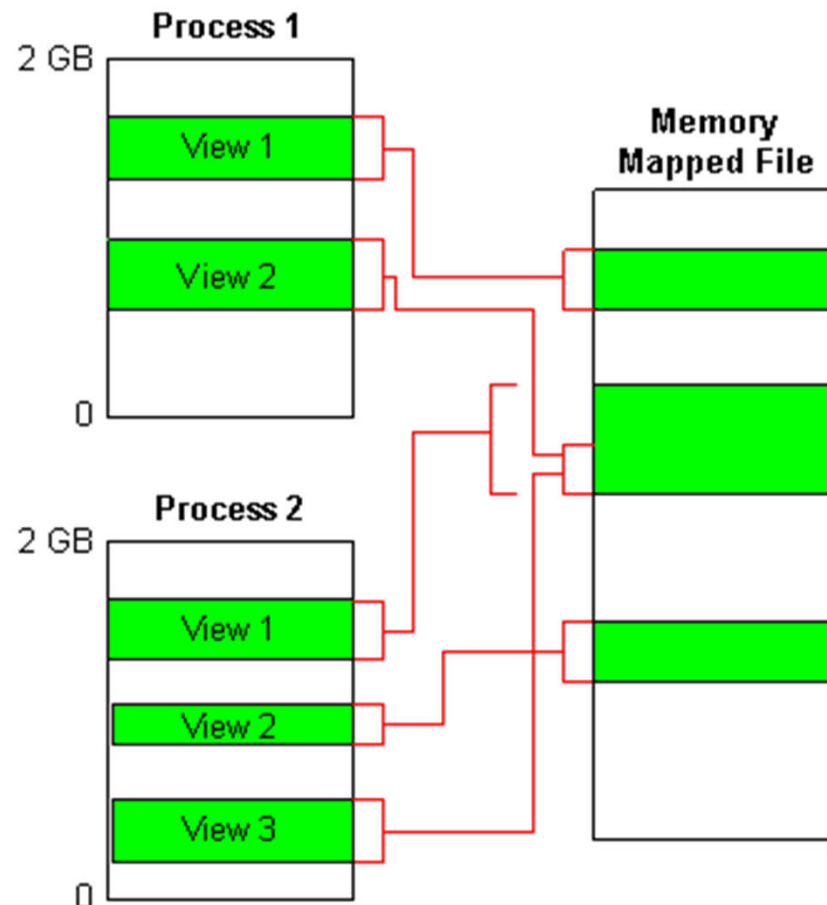 Process 1
2 GB
View 1
View 2
0
Memory
Mapped File
Process 2
2 GB
View 1
View 2
View 3
0